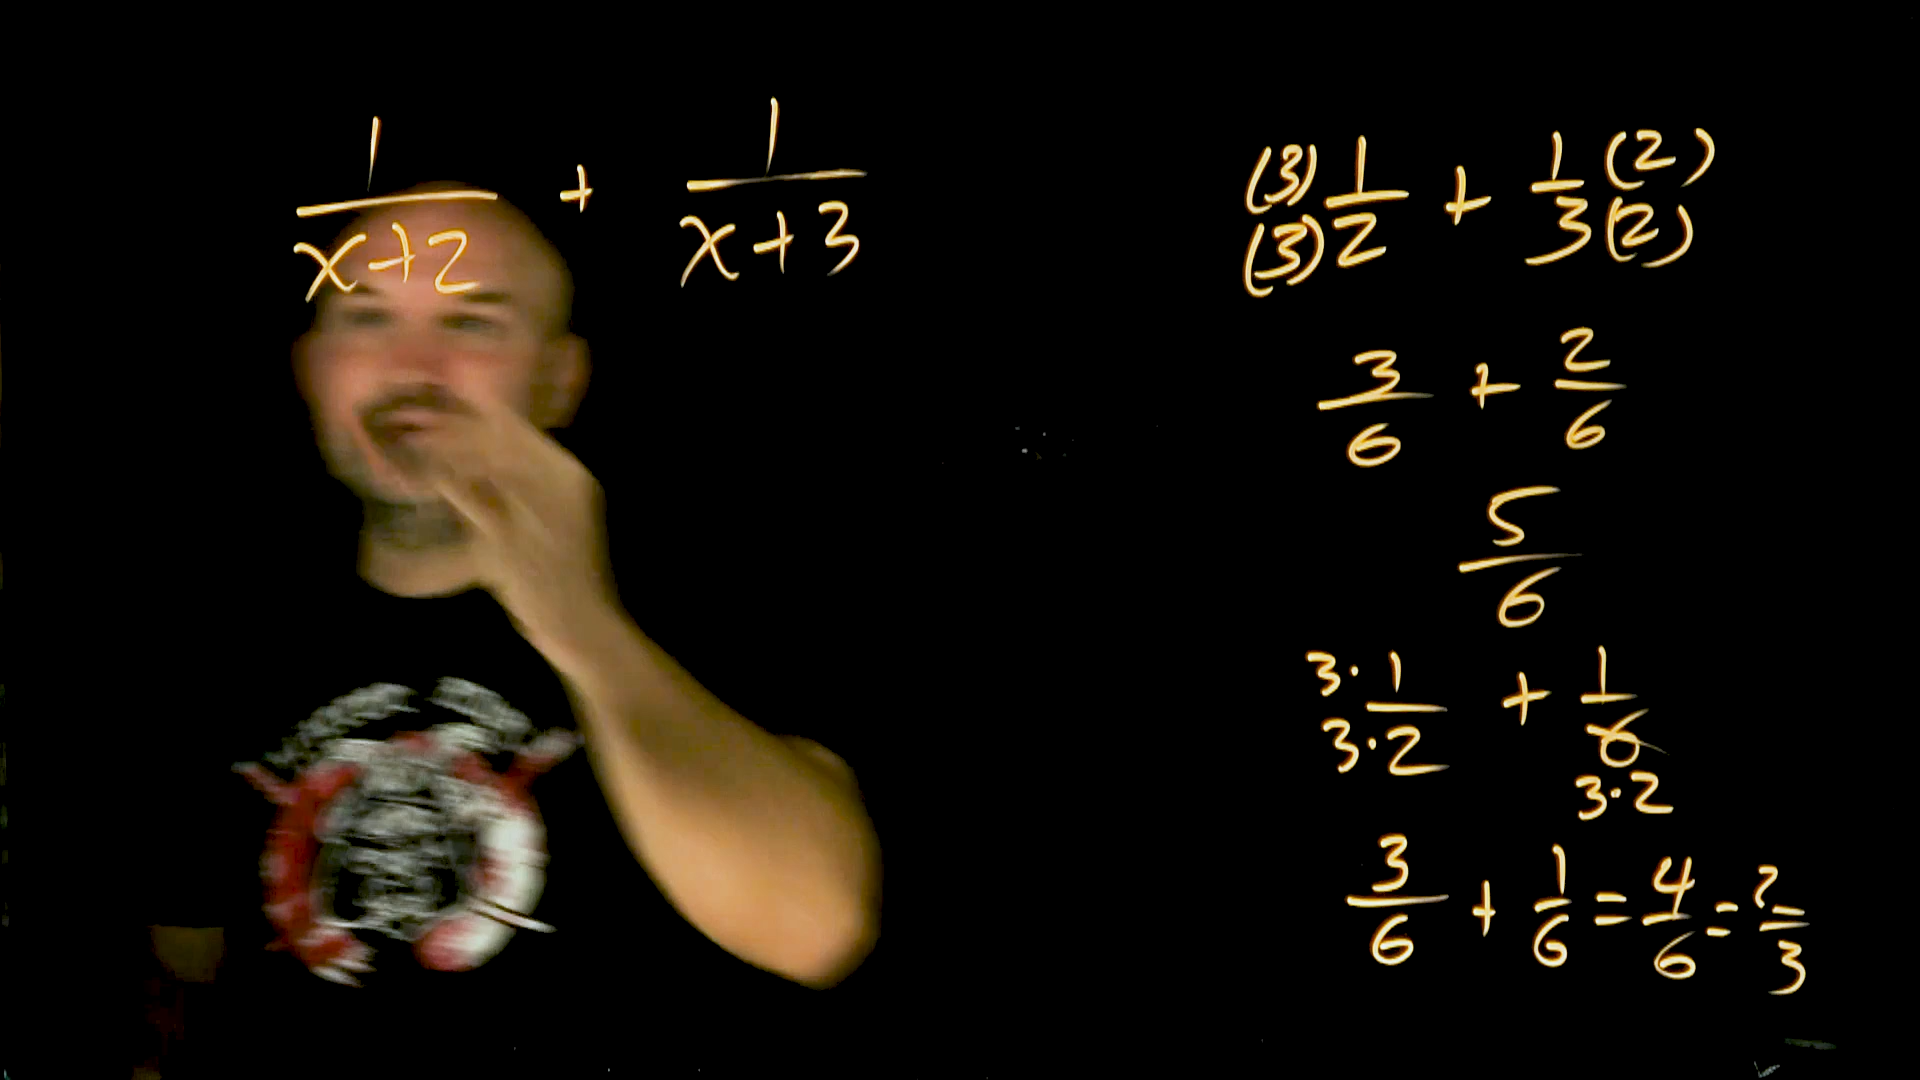 1/(x+2) + 1/(x+3)
(3)1/(3)2 + 1(2)/3(2)
3/6 + 2/6
5/6
3·1/3·2 + 1/6
3·2
3/6 + 1/6 = 4/6 = 2/3